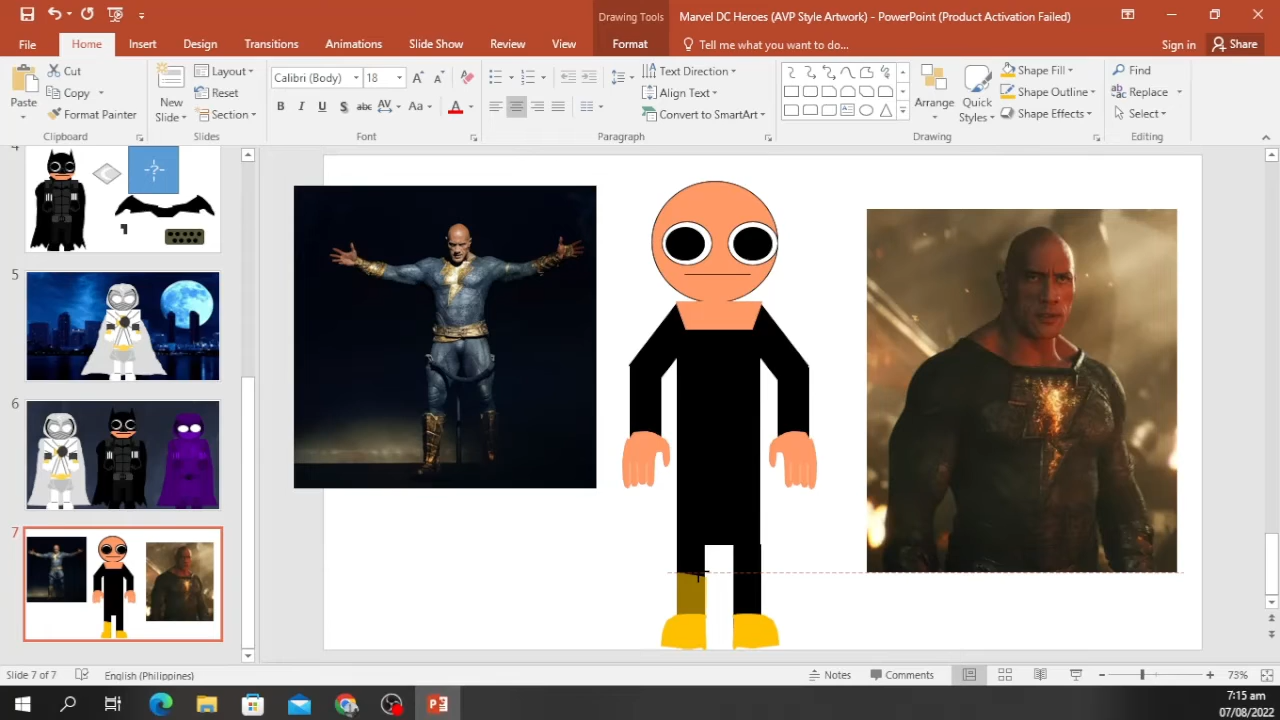 Drawing Tools
Marvel DC Heroes (AVP Style Artwork) - PowerPoint (Product Activation Failed)
File Home Insert Design Transitions Animations Slide Show Review View Format Tell me what you want to do... Sign in Share
Paste
Cut
Copy
Format Painter
Clipboard
New Slide
Layout
Reset
Section
Slides
Calibri (Body) 18
B I U S abc AV Aa A
Font
Text Direction
Align Text
Convert to SmartArt
Paragraph
Arrange
Quick Styles
Shape Fill
Shape Outline
Shape Effects
Drawing
Find
Replace
Select
Editing
4
?
5
6
7
Slide 7 of 7 English (Philippines) Notes Comments 73%
7:15 am
07/08/2022